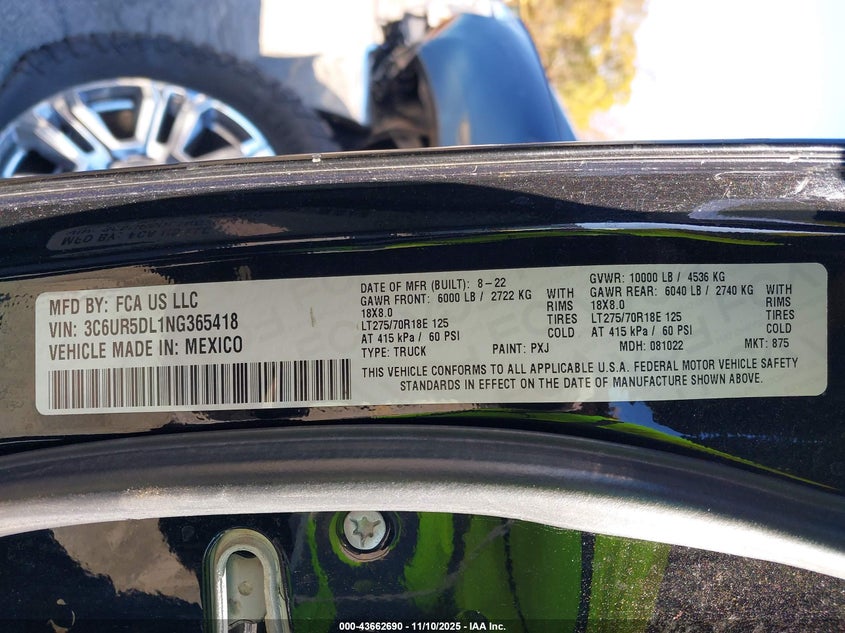 MFD BY: FCA US LLC
VIN: 3C6UR5DL1NG365418
VEHICLE MADE IN: MEXICO
DATE OF MFR (BUILT): 8-22
GAWR FRONT: 6000 LB / 2722 KG WITH
18X8.0 RIMS
LT275/70R18E 125 TIRES
AT 415 kPa / 60 PSI COLD
TYPE: TRUCK PAINT: PXJ
GVWR: 10000 LB / 4536 KG
GAWR REAR: 6040 LB / 2740 KG WITH
18X8.0 RIMS
LT275/70R18E 125 TIRES
AT 415 kPa / 60 PSI COLD
MDH: 081022 MKT: 875
THIS VEHICLE CONFORMS TO ALL APPLICABLE U.S.A. FEDERAL MOTOR VEHICLE SAFETY
STANDARDS IN EFFECT ON THE DATE OF MANUFACTURE SHOWN ABOVE.
000-43662690 - 11/10/2025 - IAA Inc.